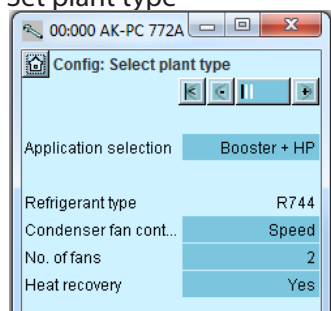 Set plant type
00:000 AK-PC 772A
Config: Select plant type
Application selection Booster + HP
Refrigerant type R744
Condenser fan cont... Speed
No. of fans 2
Heat recovery Yes